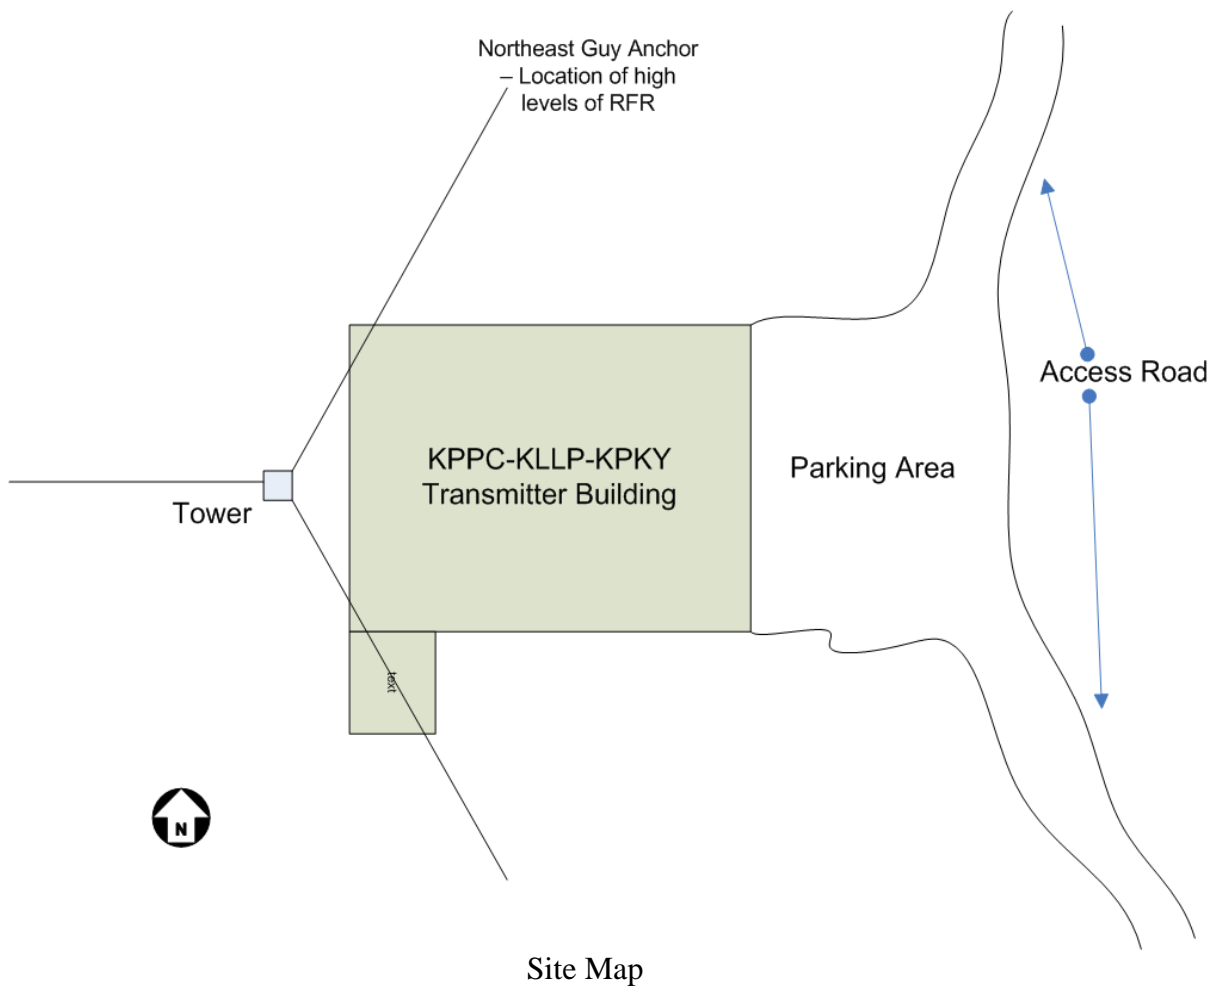 Northeast Guy Anchor
– Location of high
levels of RFR
Access Road
KPPC-KLLP-KPKY
Transmitter Building
Parking Area
Tower
text
N
Site Map